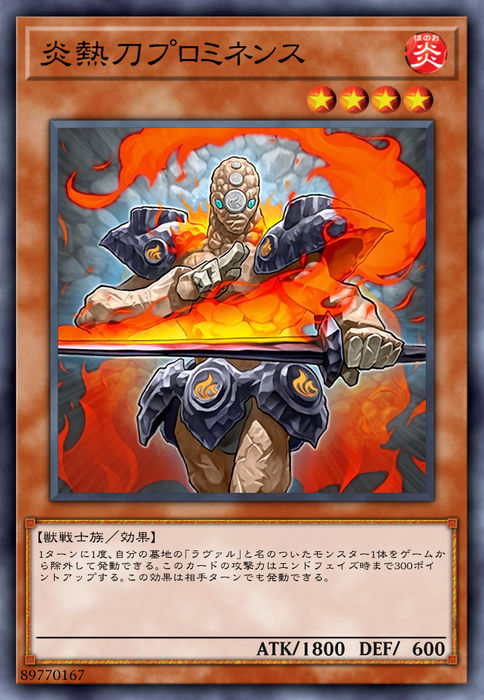 炎熱刀プロミネンス
ほのお
炎
【獣戦士族／効果】
1ターンに1度、自分の墓地の「ラヴァル」と名のついたモンスター1体をゲームか
ら除外して発動できる。このカードの攻撃力はエンドフェイズ時まで300ポイ
ントアップする。この効果は相手ターンでも発動できる。
ATK/1800 DEF/ 600
89770167